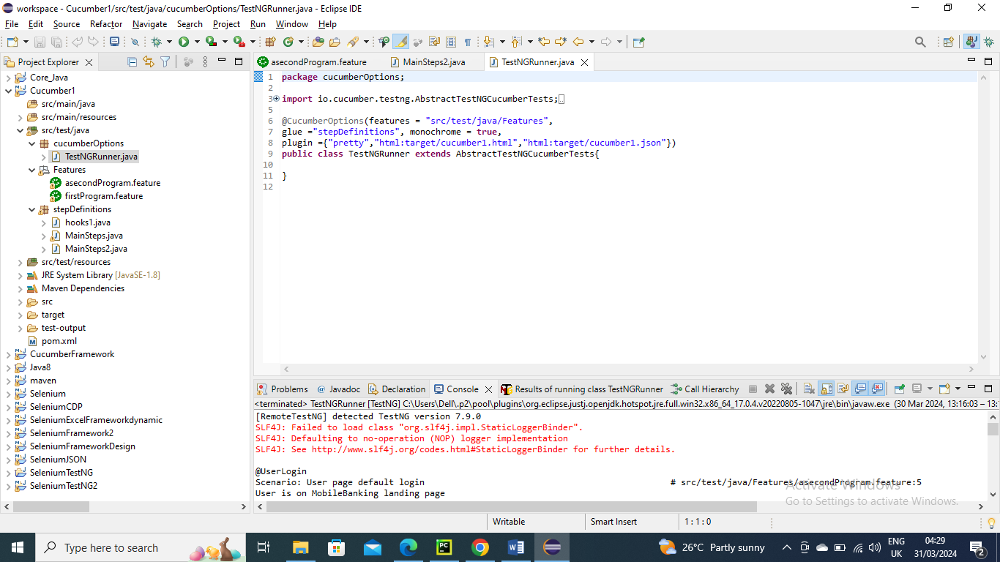 workspace - Cucumber1/src/test/java/cucumberOptions/TestNGRunner.java - Eclipse IDE
File Edit Source Refactor Navigate Search Project Run Window Help
Project Explorer
Core_Java
Cucumber1
src/main/java
src/main/resources
src/test/java
cucumberOptions
TestNGRunner.java
Features
asecondProgram.feature
firstProgram.feature
stepDefinitions
hooks1.java
MainSteps.java
MainSteps2.java
src/test/resources
JRE System Library [JavaSE-1.8]
Maven Dependencies
src
target
test-output
pom.xml
CucumberFramework
Java8
maven
Selenium
SeleniumCDP
SeleniumExcelFrameworkdynamic
SeleniumFramework2
SeleniumFrameworkDesign
SeleniumJSON
SeleniumTestNG
SeleniumTestNG2
asecondProgram.feature MainSteps2.java TestNGRunner.java
1 package cucumberOptions;
2
3 import io.cucumber.testng.AbstractTestNGCucumberTests;
5
6 @CucumberOptions(features = "src/test/java/Features",
7 glue ="stepDefinitions", monochrome = true,
8 plugin ={"pretty","html:target/cucumber1.html","html:target/cucumber1.json"})
9 public class TestNGRunner extends AbstractTestNGCucumberTests{
10
11 }
12
Problems Javadoc Declaration Console Results of running class TestNGRunner Call Hierarchy
<terminated> TestNGRunner [TestNG] C:\Users\Dell\.p2\pool\plugins\org.eclipse.justj.openjdk.hotspot.jre.full.win32.x86_64_17.0.4.v20220805-1047\jre\bin\javaw.exe (30 Mar 2024, 13:16:03 – 13:
[RemoteTestNG] detected TestNG version 7.9.0
SLF4J: Failed to load class "org.slf4j.impl.StaticLoggerBinder".
SLF4J: Defaulting to no-operation (NOP) logger implementation
SLF4J: See http://www.slf4j.org/codes.html#StaticLoggerBinder for further details.
@UserLogin
Scenario: User page default login # src/test/java/Features/asecondProgram.feature:5
User is on MobileBanking landing page
Activate Windows
Go to Settings to activate Windows.
Writable Smart Insert 1 : 1 : 0
Type here to search
26°C Partly sunny
ENG
UK
04:29
31/03/2024
2